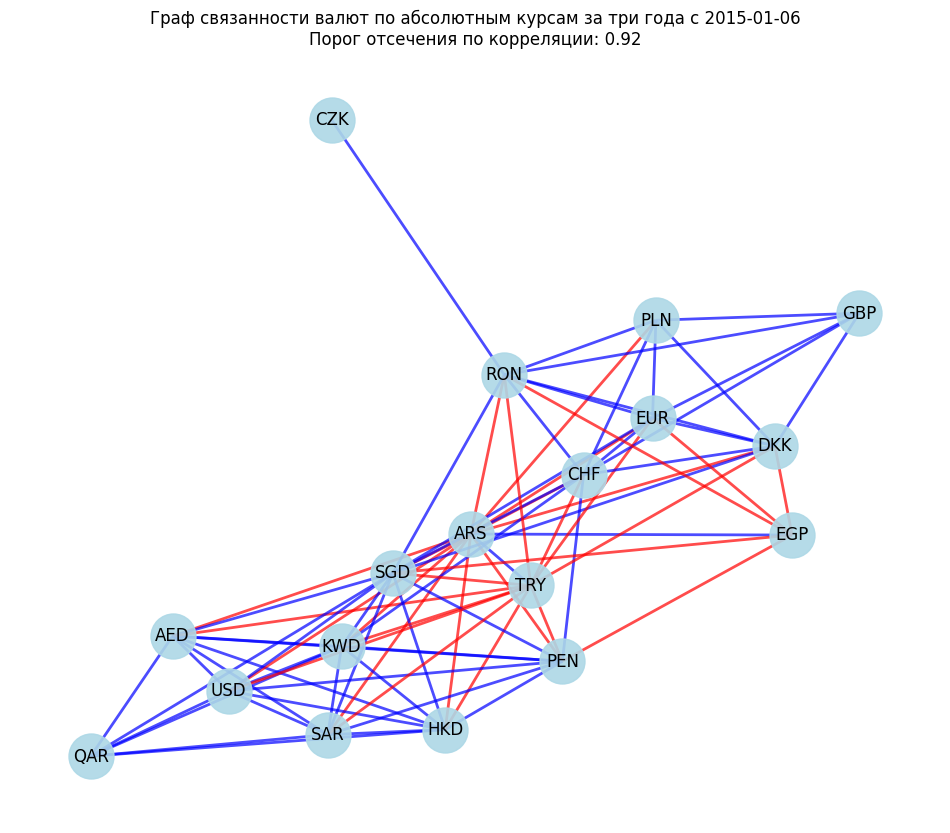 Граф связанности валют по абсолютным курсам за три года с 2015-01-06
Порог отсечения по корреляции: 0.92
CZK
GBP
PLN
RON
EUR
DKK
CHF
ARS
EGP
SGD
TRY
AED
KWD
PEN
USD
SAR
HKD
QAR